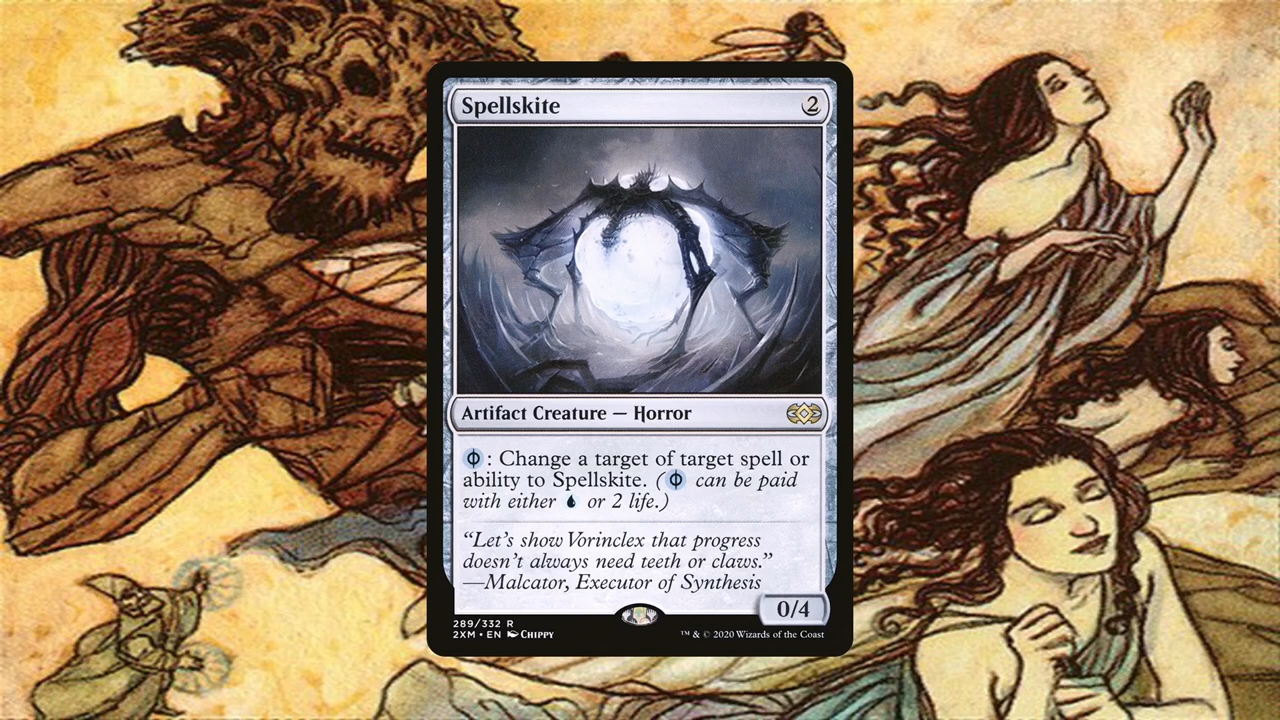 Spellskite 2
Artifact Creature — Horror
: Change a target of target spell or
ability to Spellskite. ( can be paid
with either or 2 life.)
“Let's show Vorinclex that progress
doesn't always need teeth or claws.”
—Malcator, Executor of Synthesis
0/4
289/332 R
2XM • EN CHIPPY
™ & © 2020 Wizards of the Coast